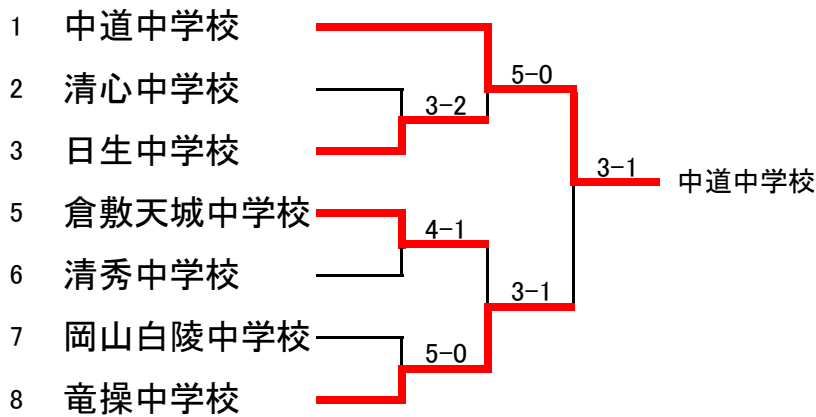 1 中道中学校
2 清心中学校
3 日生中学校
5 倉敷天城中学校
6 清秀中学校
7 岡山白陵中学校
8 竜操中学校
3-2
4-1
5-0
5-0
3-1
3-1
中道中学校